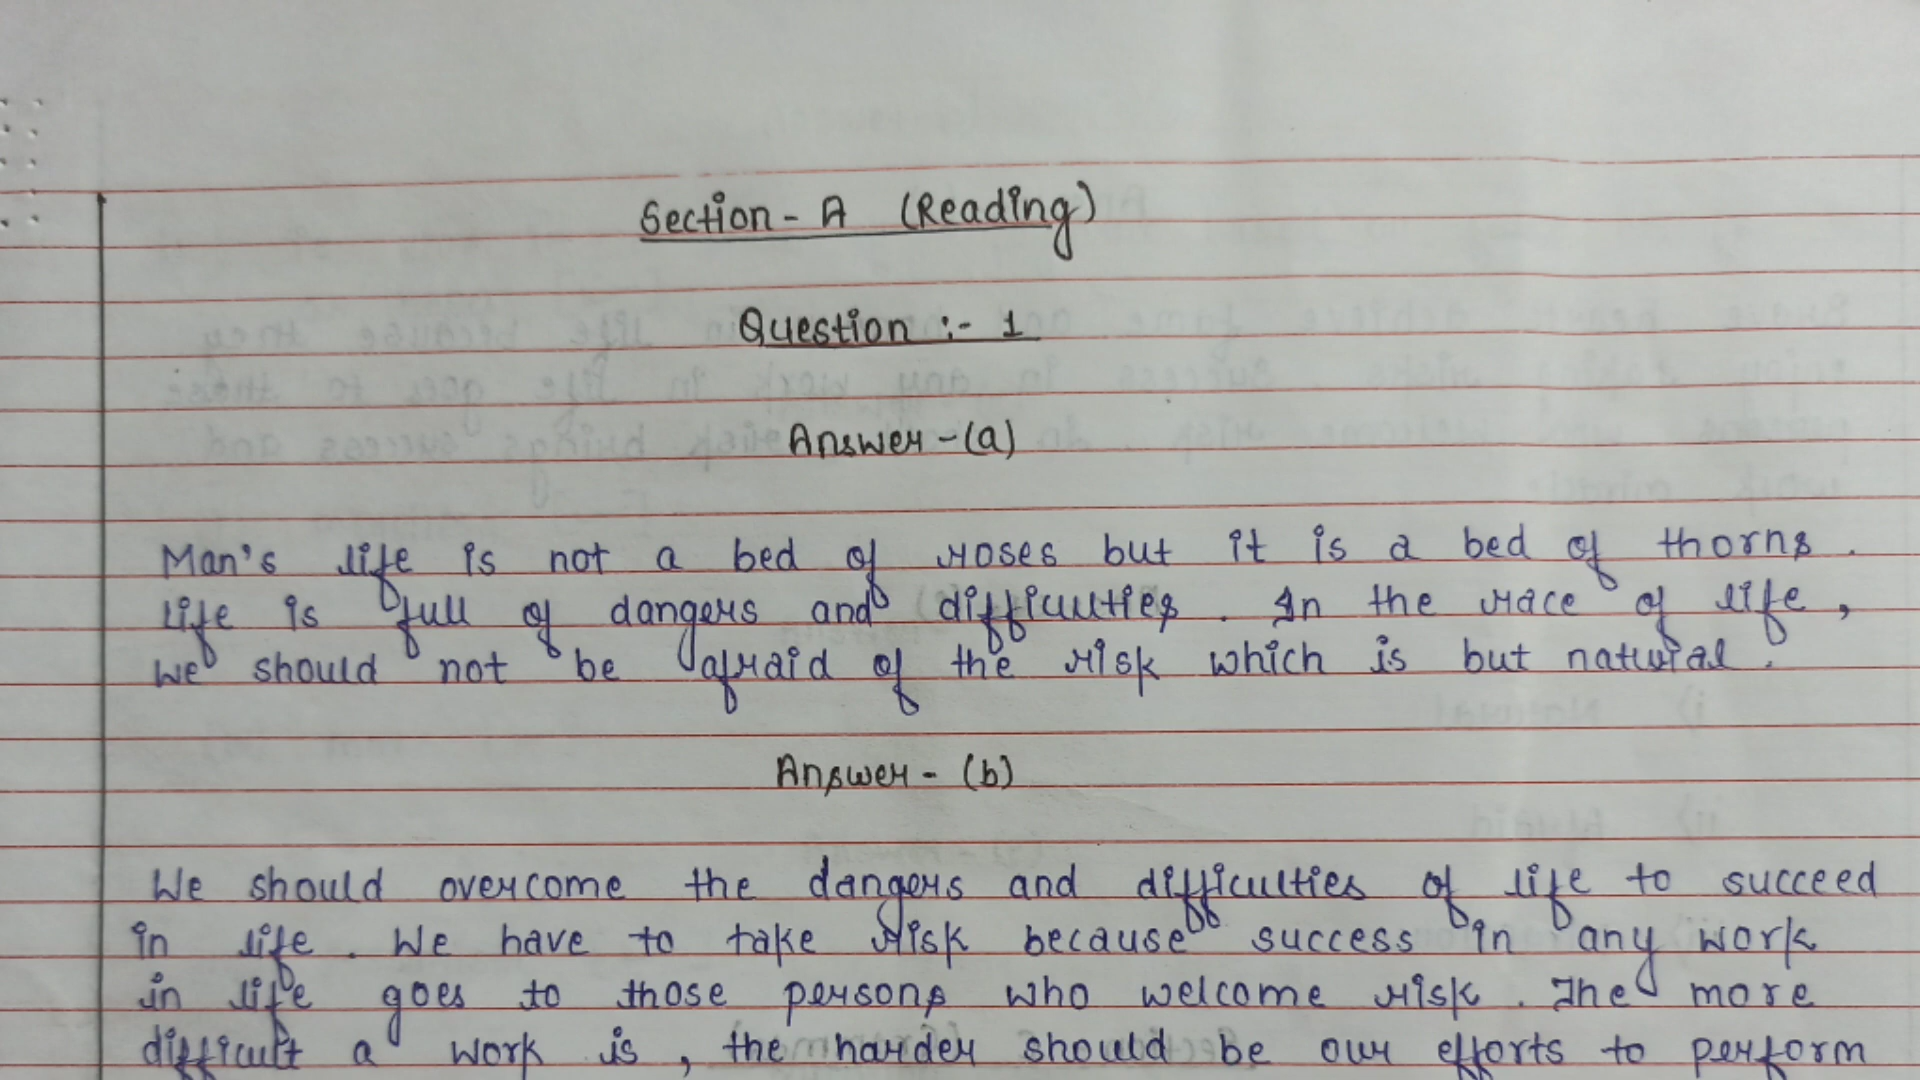 Section - A (Reading)
Question :- 1
Answer - (a)
Man's life is not a bed of roses but it is a bed of thorns.
life is full of dangers and difficulties. In the race of life,
we should not be afraid of the risk which is but natural.
Answer - (b)
We should overcome the dangers and difficulties of life to succeed
in life. We have to take risk because success in any work
in life goes to those persons who welcome risk. The more
difficult a work is, the harder should be our efforts to perform